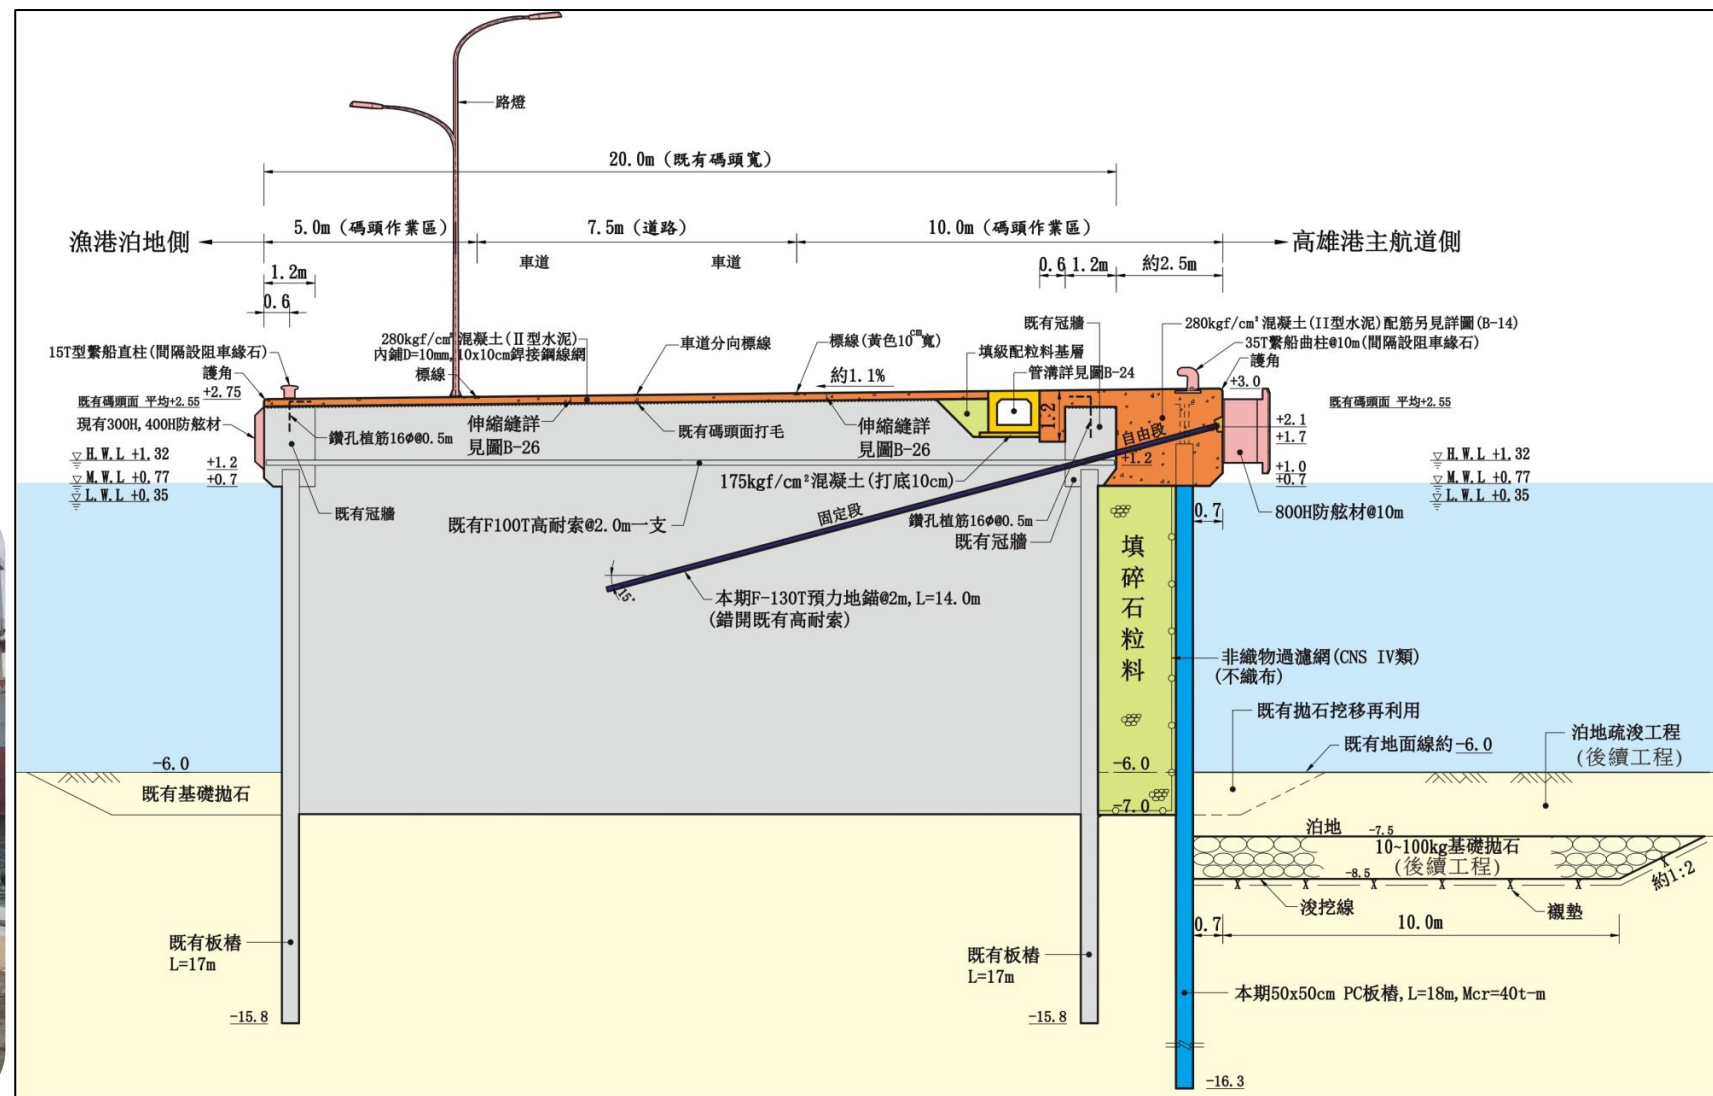 路燈
20.0m (既有碼頭寬)
漁港泊地側
5.0m (碼頭作業區)
7.5m (道路)
10.0m (碼頭作業區)
高雄港主航道側
車道
車道
1.2m
0.6
0.6
1.2m
約2.5m
15T型繫船直柱(間隔設阻車緣石)
護角
+2.75
既有碼頭面 平均+2.55
現有300H, 400H防舷材
280kgf/cm²混凝土(Ⅱ型水泥)
內鋪D=10mm, 10x10cm銲接鋼線網
標線
車道分向標線
標線(黃色10cm寬)
約1.1%
既有冠牆
填級配粒料基層
管溝詳見圖B-24
280kgf/cm²混凝土(II型水泥)配筋另見詳圖(B-14)
35T繫船曲柱@10m(間隔設阻車緣石)
護角
+3.0
既有碼頭面 平均+2.55
鑽孔植筋16φ@0.5m
伸縮縫詳
見圖B-26
既有碼頭面打毛
伸縮縫詳
見圖B-26
1.2
自由段
+2.1
+1.7
H.W.L +1.32
M.W.L +0.77
L.W.L +0.35
+1.2
+0.7
+1.2
+1.0
+0.7
H.W.L +1.32
M.W.L +0.77
L.W.L +0.35
175kgf/cm²混凝土(打底10cm)
既有冠牆
既有F100T高耐索@2.0m一支
固定段
鑽孔植筋16φ@0.5m
既有冠牆
0.7
800H防舷材@10m
填碎石粒料
15°
本期F-130T預力地錨@2m, L=14.0m
(錯開既有高耐索)
非織物過濾網(CNS IV類)
(不織布)
既有拋石挖移再利用
既有地面線約-6.0
泊地疏浚工程
(後續工程)
-6.0
既有基礎拋石
-6.0
-7.0
泊地
-7.5
10~100kg基礎拋石
(後續工程)
-8.5
約1:2
浚挖線
襯墊
0.7
10.0m
既有板樁
L=17m
既有板樁
L=17m
本期50x50cm PC板樁, L=18m, Mcr=40t-m
-15.8
-15.8
-16.3